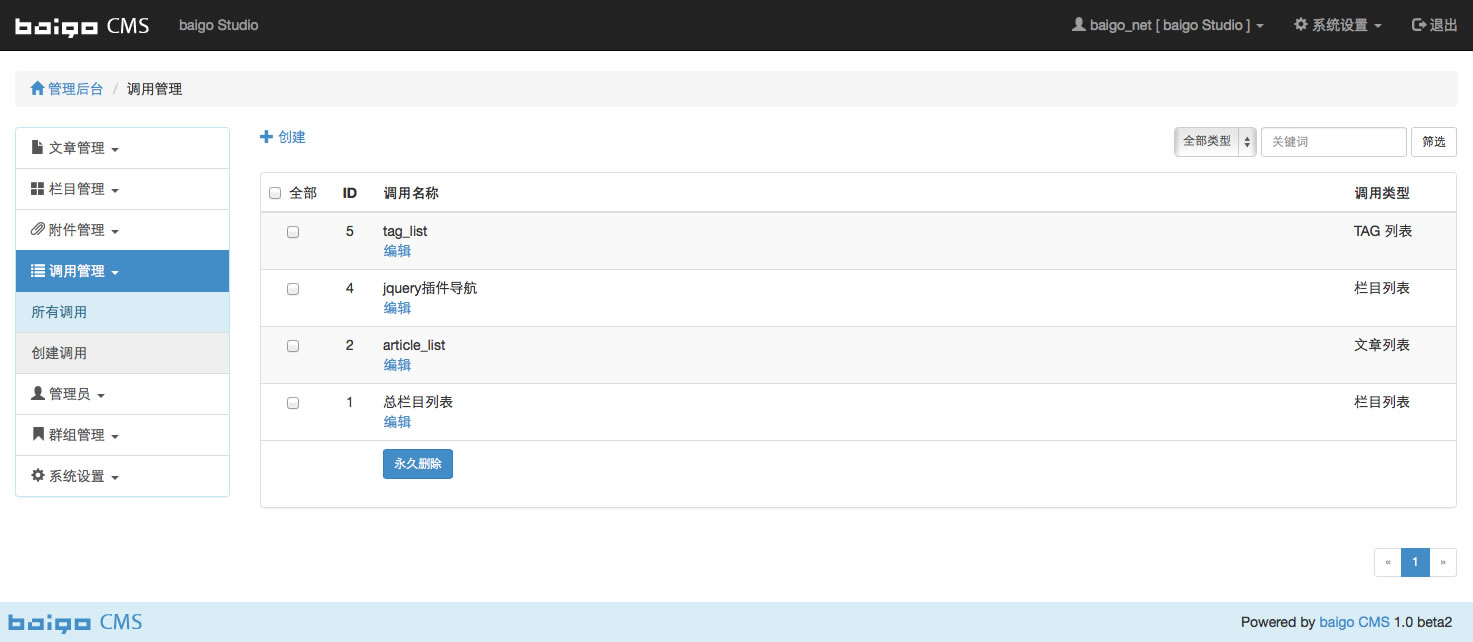 baigo CMS baigo Studio baigo_net [ baigo Studio ] 系统设置 退出
管理后台 / 调用管理
文章管理
栏目管理
附件管理
调用管理
所有调用
创建调用
管理员
群组管理
系统设置
创建 全部类型 关键词 筛选
全部 ID 调用名称 调用类型
5 tag_list TAG 列表
编辑
4 jquery插件导航 栏目列表
编辑
2 article_list 文章列表
编辑
1 总栏目列表 栏目列表
编辑
永久删除
« 1 »
baigo CMS Powered by baigo CMS 1.0 beta2